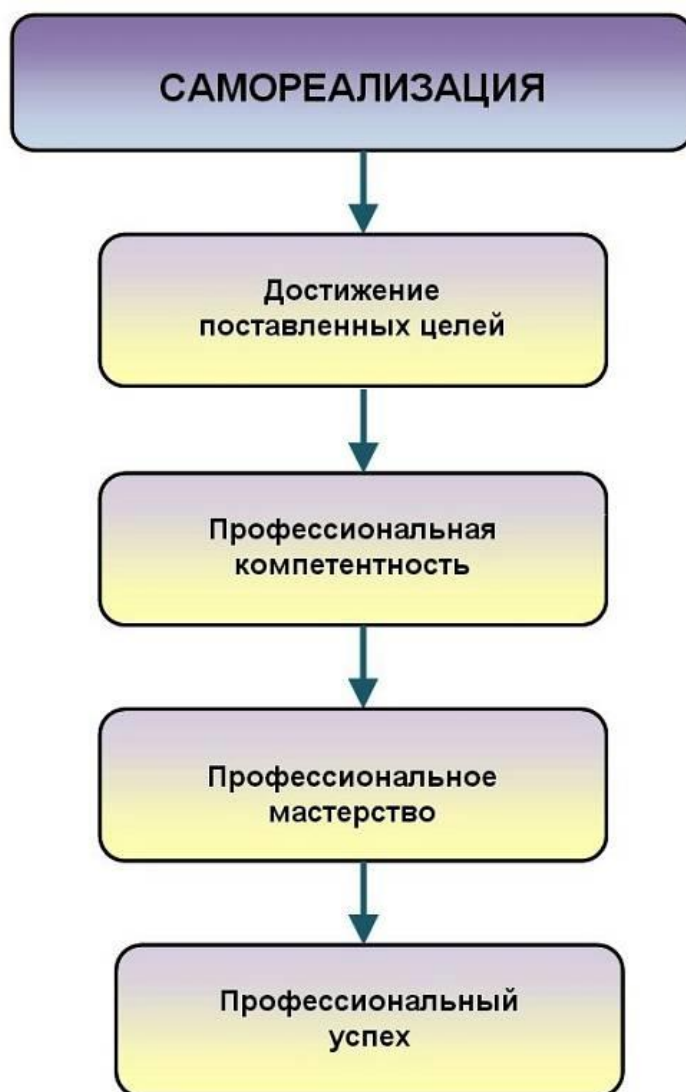 САМОРЕАЛИЗАЦИЯ
Достижение
поставленных целей
Профессиональная
компетентность
Профессиональное
мастерство
Профессиональный
успех